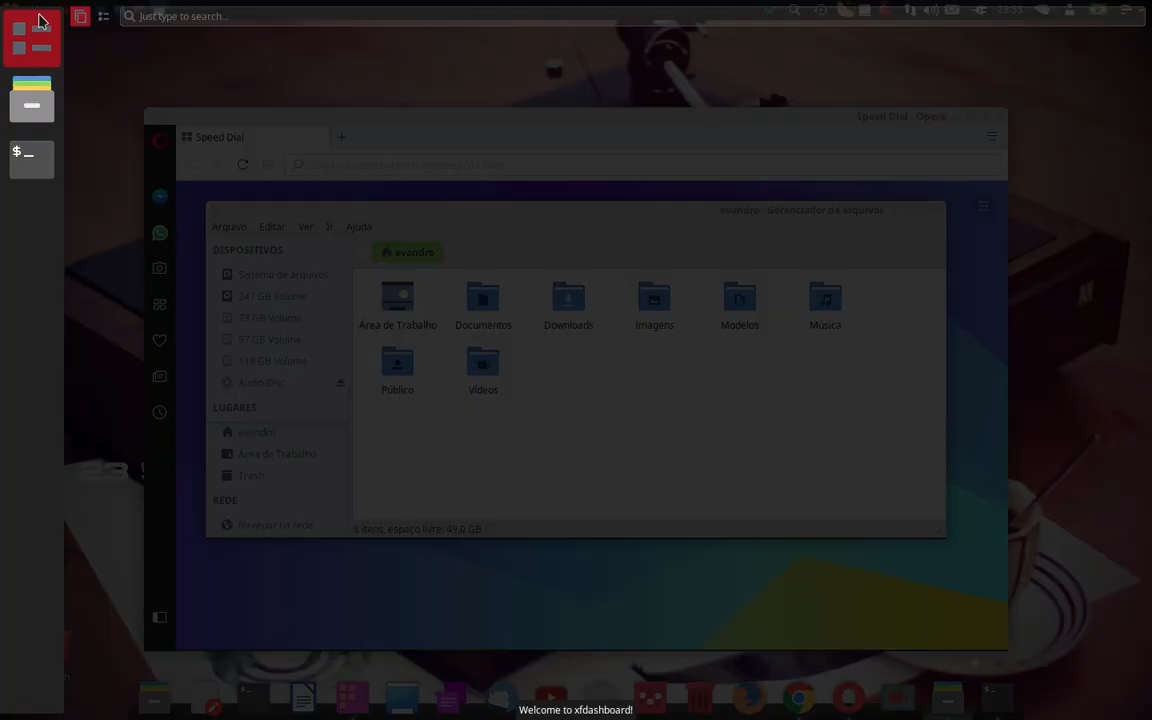 Just type to search...
23:53
Speed Dial - Opera
Speed Dial
$_
evandro - Gerenciador de arquivos
Arquivo Editar Ver Ir Ajuda
DISPOSITIVOS
evandro
Sistema de arquivos
247 GB Volume
73 GB Volume
97 GB Volume
119 GB Volume
Audio Disc
Área de Trabalho
Documentos
Downloads
Imagens
Modelos
Música
Público
Vídeos
LUGARES
evandro
Área de Trabalho
Trash
REDE
Navegar na rede
8 itens, espaço livre: 49,0 GB
Welcome to xfdashboard!